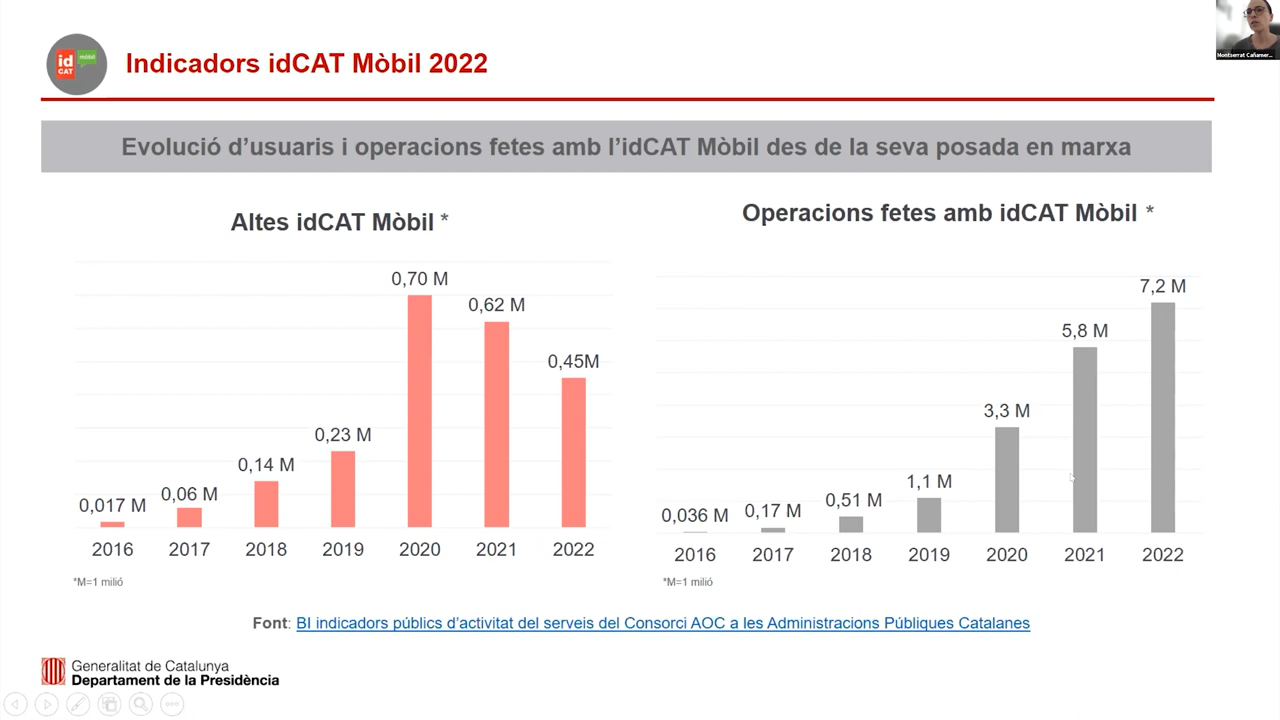 id
CAT
mòbil
Indicadors idCAT Mòbil 2022
Evolució d’usuaris i operacions fetes amb l’idCAT Mòbil des de la seva posada en marxa
Altes idCAT Mòbil *
0,017 M
0,06 M
0,14 M
0,23 M
0,70 M
0,62 M
0,45M
2016 2017 2018 2019 2020 2021 2022
*M=1 milió
Operacions fetes amb idCAT Mòbil *
0,036 M
0,17 M
0,51 M
1,1 M
3,3 M
5,8 M
7,2 M
2016 2017 2018 2019 2020 2021 2022
*M=1 milió
Font: BI indicadors públics d’activitat del serveis del Consorci AOC a les Administracions Públiques Catalanes
Generalitat de Catalunya
Departament de la Presidència
Montserrat Cañamer...